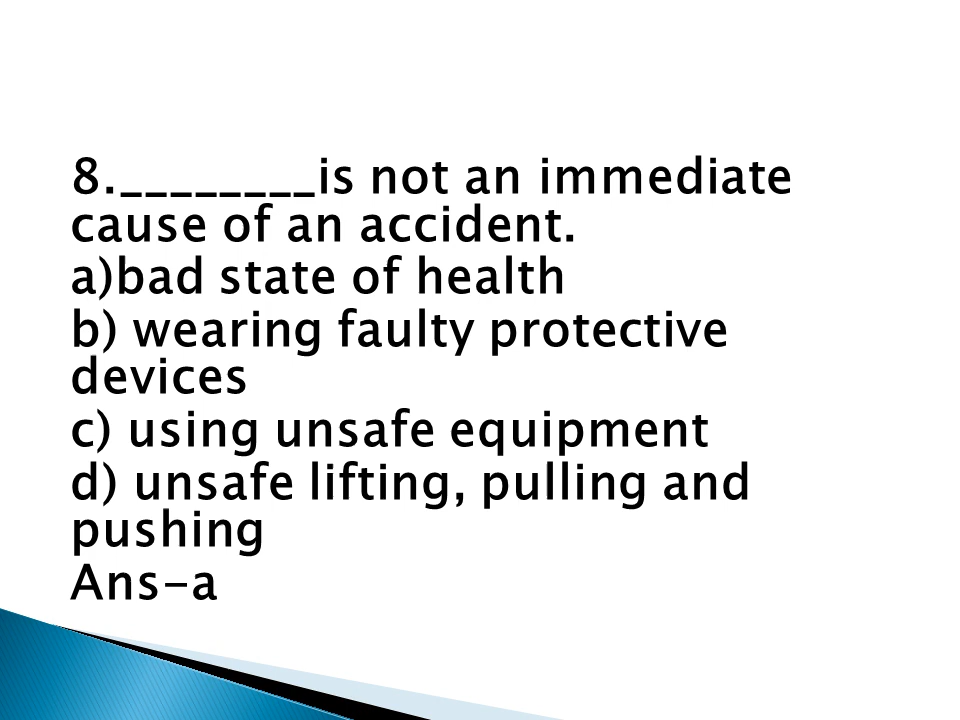 8.________is not an immediate
cause of an accident.
a)bad state of health
b) wearing faulty protective
devices
c) using unsafe equipment
d) unsafe lifting, pulling and
pushing
Ans-a